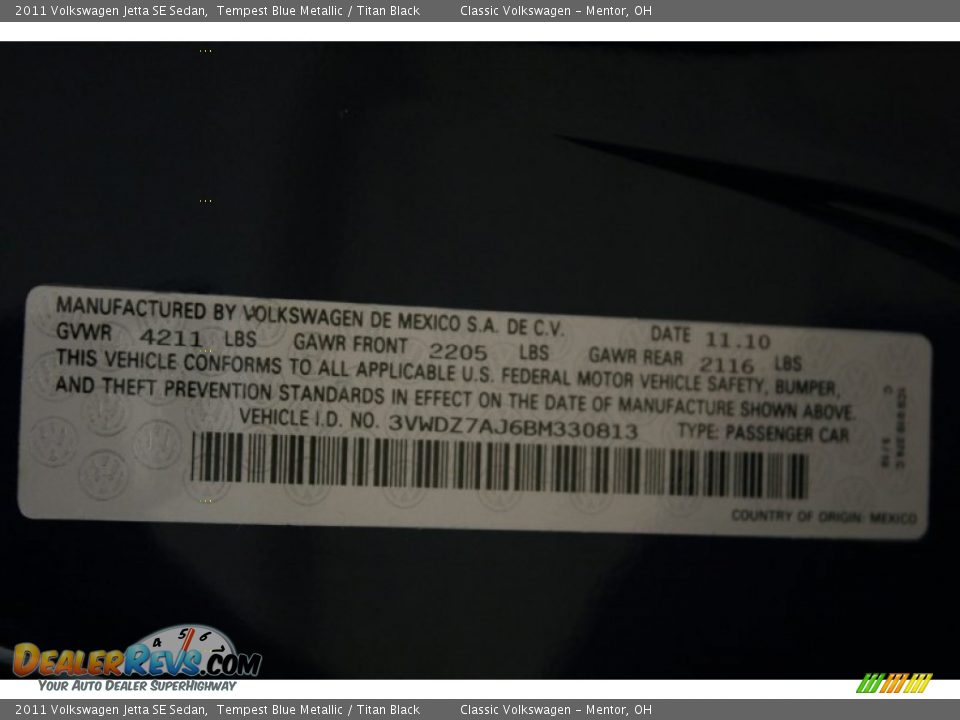 2011 Volkswagen Jetta SE Sedan, Tempest Blue Metallic / Titan Black Classic Volkswagen - Mentor, OH
MANUFACTURED BY VOLKSWAGEN DE MEXICO S.A. DE C.V. DATE 11.10
GVWR 4211 LBS GAWR FRONT 2205 LBS GAWR REAR 2116 LBS
THIS VEHICLE CONFORMS TO ALL APPLICABLE U.S. FEDERAL MOTOR VEHICLE SAFETY, BUMPER,
AND THEFT PREVENTION STANDARDS IN EFFECT ON THE DATE OF MANUFACTURE SHOWN ABOVE.
VEHICLE I.D. NO. 3VWDZ7AJ6BM330813 TYPE: PASSENGER CAR
COUNTRY OF ORIGIN: MEXICO
4 5 6
DEALERREVS.COM
YOUR AUTO DEALER SUPERHIGHWAY
2011 Volkswagen Jetta SE Sedan, Tempest Blue Metallic / Titan Black Classic Volkswagen - Mentor, OH